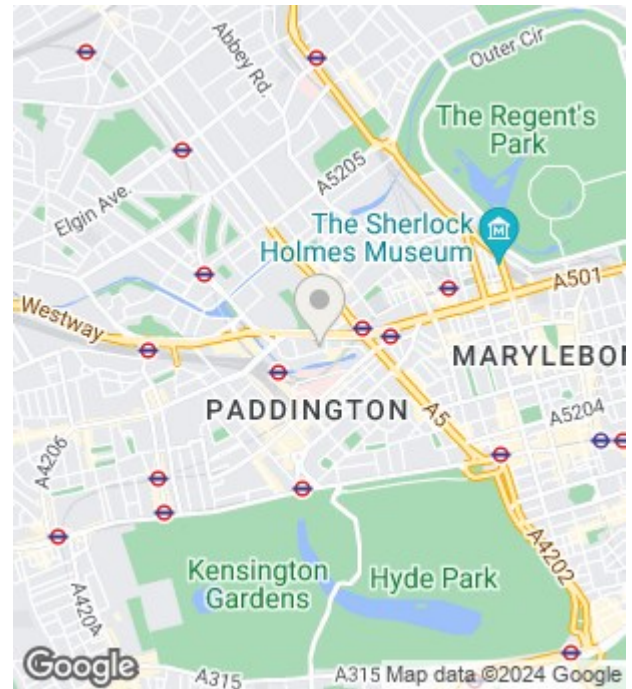 Abbey Rd.
Outer Cir
The Regent's
Park
A5205
Elgin Ave.
The Sherlock
Holmes Museum
M
A501
Westway
MARYLEBON
PADDINGTON
A5
A5204
A4206
A4202
Kensington
Gardens
Hyde Park
A4204
Google
A315
A315
Map data ©2024 Google